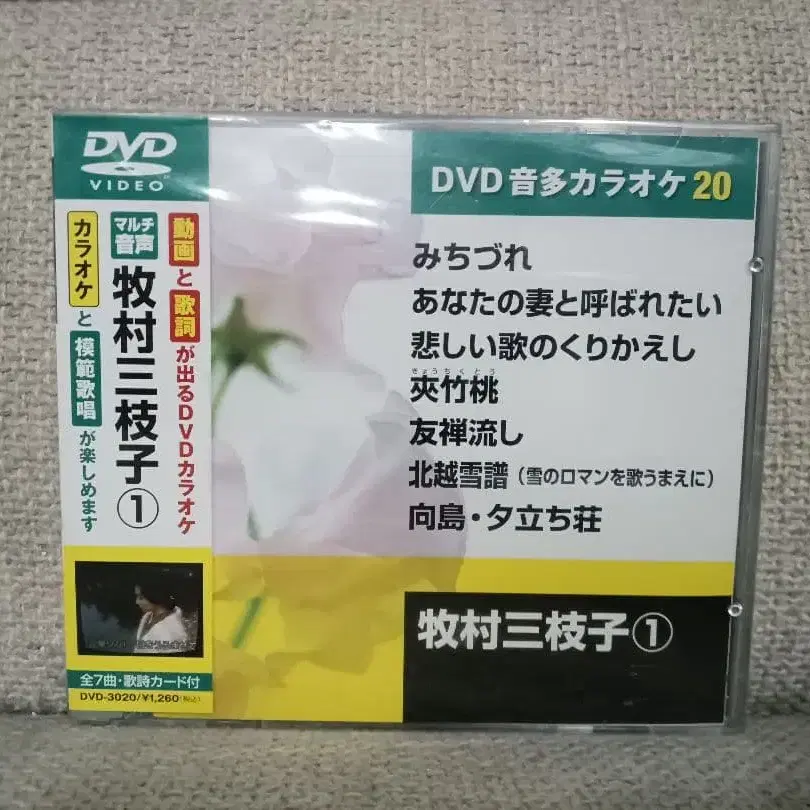 DVD
VIDEO
動画と歌詞が出るDVDカラオケ
マルチ
音声
牧村三枝子①
カラオケと模範歌唱が楽しめます
全7曲・歌詩カード付
DVD-3020/¥1,260(税込)
DVD 音多カラオケ 20
みちづれ
あなたの妻と呼ばれたい
悲しい歌のくりかえし
きょうちくとう
夾竹桃
友禅流し
北越雪譜(雪のロマンを歌うまえに)
向島・夕立ち荘
牧村三枝子①